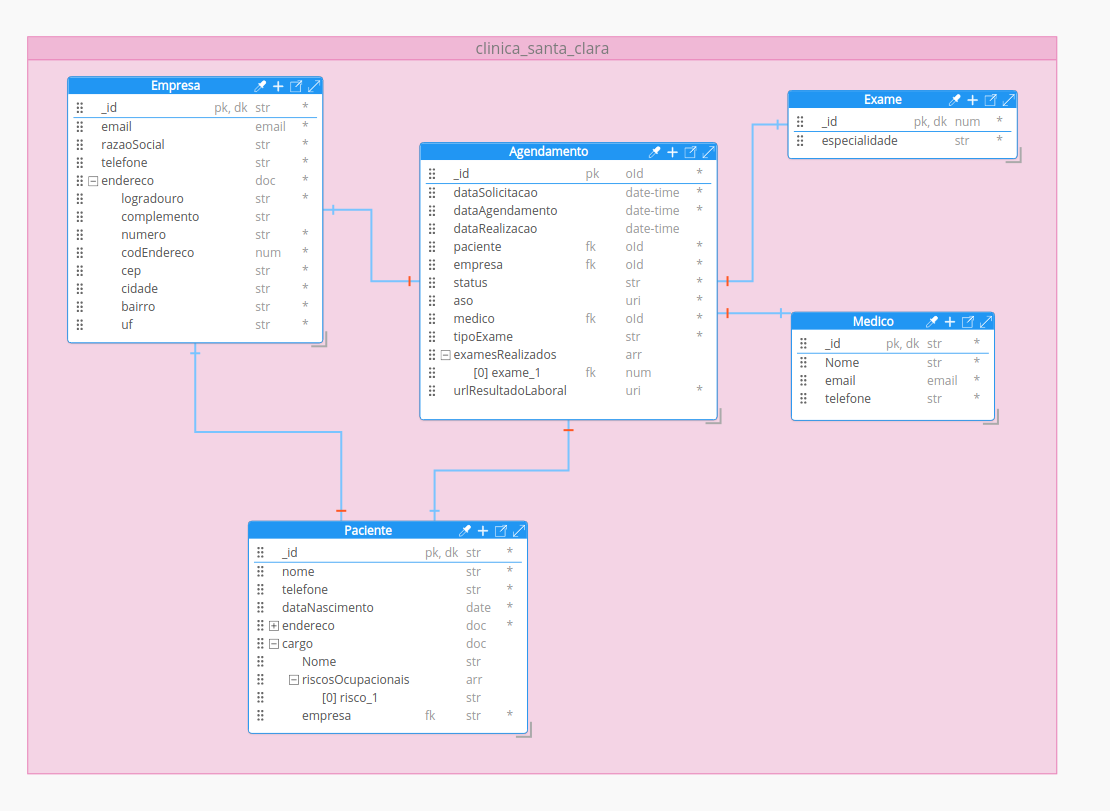 clinica_santa_clara
Empresa
_id pk, dk str *
email email *
razaoSocial str *
telefone str *
endereco doc *
logradouro str *
complemento str
numero str *
codEndereco num *
cep str *
cidade str *
bairro str *
uf str *
Agendamento
_id pk oId *
dataSolicitacao date-time *
dataAgendamento date-time *
dataRealizacao date-time
paciente fk oId *
empresa fk oId *
status str *
aso uri *
medico fk oId *
tipoExame str *
examesRealizados arr
[0] exame_1 fk num
urlResultadoLaboral uri *
Exame
_id pk, dk num *
especialidade str *
Medico
_id pk, dk str *
Nome str *
email email *
telefone str *
Paciente
_id pk, dk str *
nome str *
telefone str *
dataNascimento date *
endereco doc *
cargo doc
Nome str
riscosOcupacionais arr
[0] risco_1 str
empresa fk str *